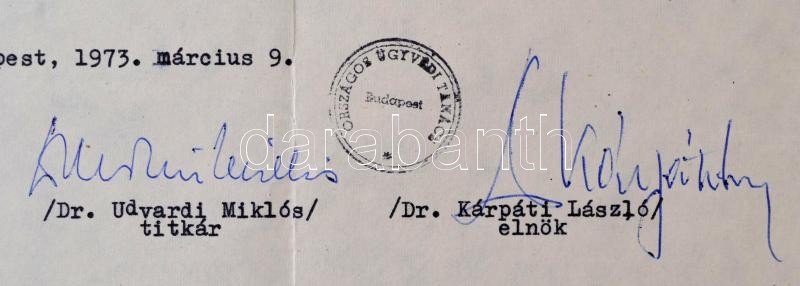 pest, 1973. március 9.
ORSZÁGOS ÜGYVÉDI TANÁCS
Budapest
*
darabanth
/Dr. Udvardi Miklós/ /Dr. Kárpáti László/
titkár elnök